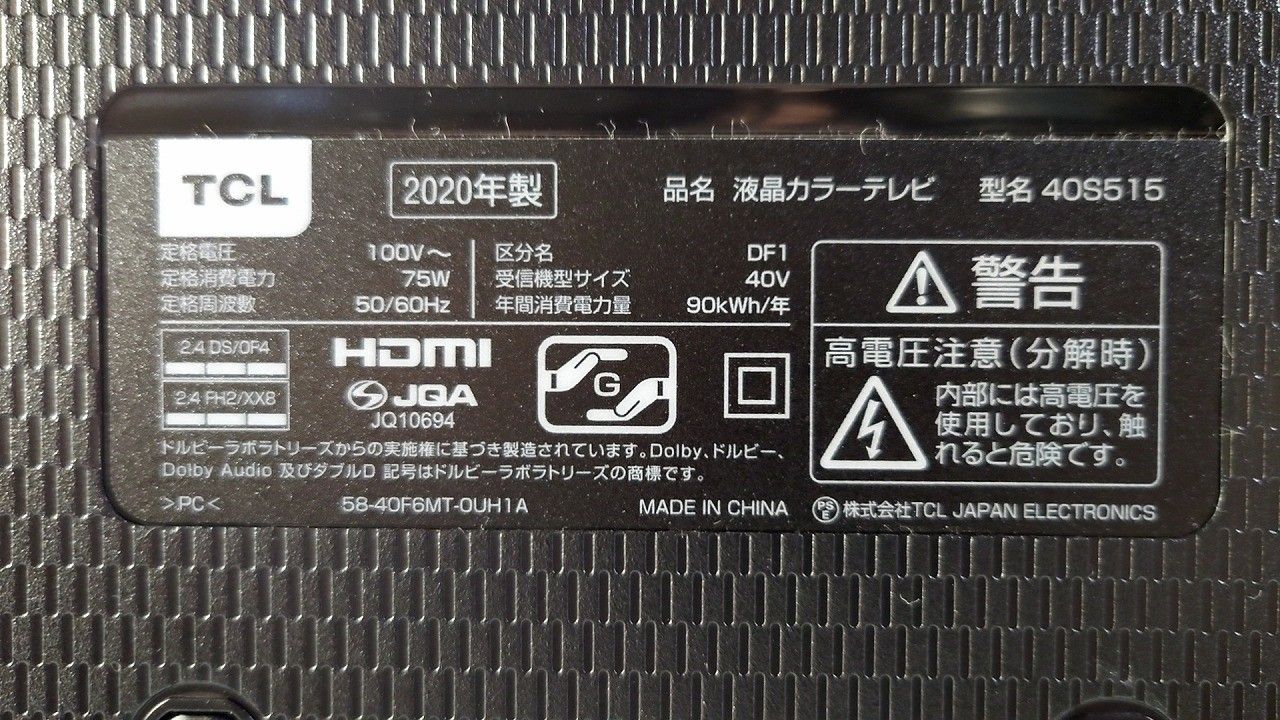 TCL
2020年製
品名 液晶カラーテレビ 型名 40S515
定格電圧 100V～
定格消費電力 75W
定格周波数 50/60Hz
区分名 DF1
受信機型サイズ 40V
年間消費電力量 90kWh/年
2.4 DS/OF4
2.4 FH2/XX8
HDMI
JQA
JQ10694
G
ドルビーラボラトリーズからの実施権に基づき製造されています。Dolby、ドルビー、
Dolby Audio 及びダブルD 記号はドルビーラボラトリーズの商標です。
>PC<
58-40F6MT-0UH1A
MADE IN CHINA
警告
高電圧注意（分解時）
内部には高電圧を
使用しており、触
れると危険です。
PS
株式会社TCL JAPAN ELECTRONICS